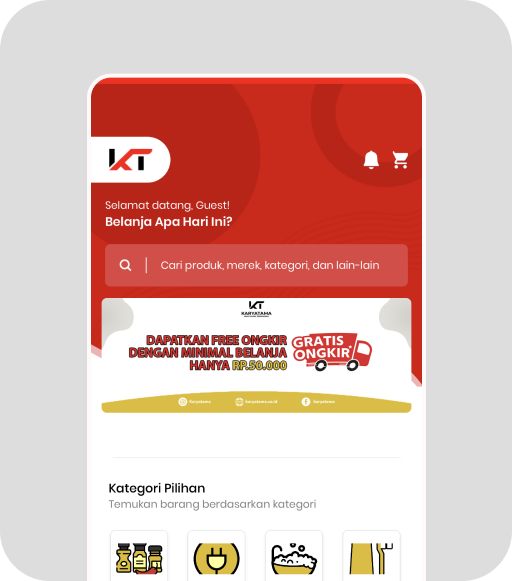 KT
Selamat datang, Guest!
Belanja Apa Hari Ini?
Cari produk, merek, kategori, dan lain-lain
KT
KARYATAMA
DAPATKAN FREE ONGKIR
DENGAN MINIMAL BELANJA
HANYA RP.50.000
GRATIS
ONGKIR
Kategori Pilihan
Temukan barang berdasarkan kategori